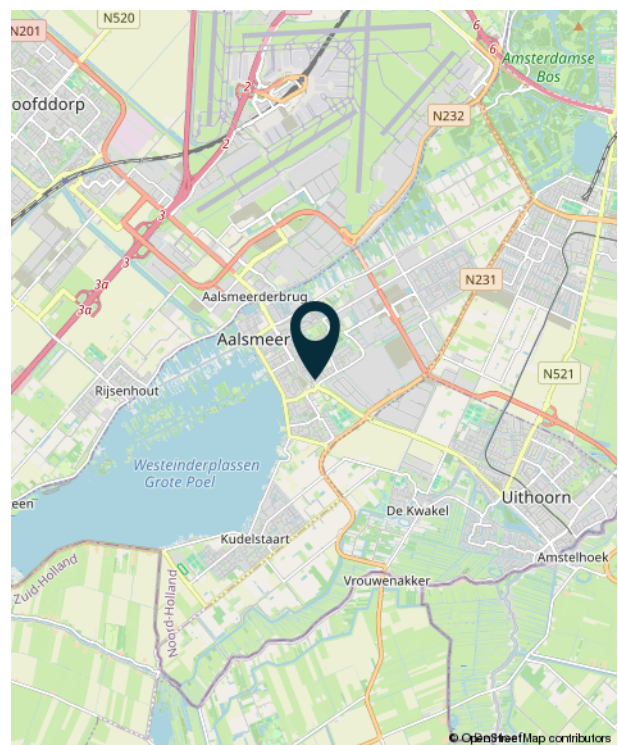 N520
N201
6
6
Amsterdamse
Bos
2
oofddorp
N232
2
3
3
N231
3a
Aalsmeerderbrug
3a
Aalsmeer
N521
Rijsenhout
Westeinderplassen
Grote Poel
Uithoorn
een
De Kwakel
Kudelstaart
Amstelhoek
Zuid-Holland
Noord-Holland
Vrouwenakker
OpenStreetMap contributors